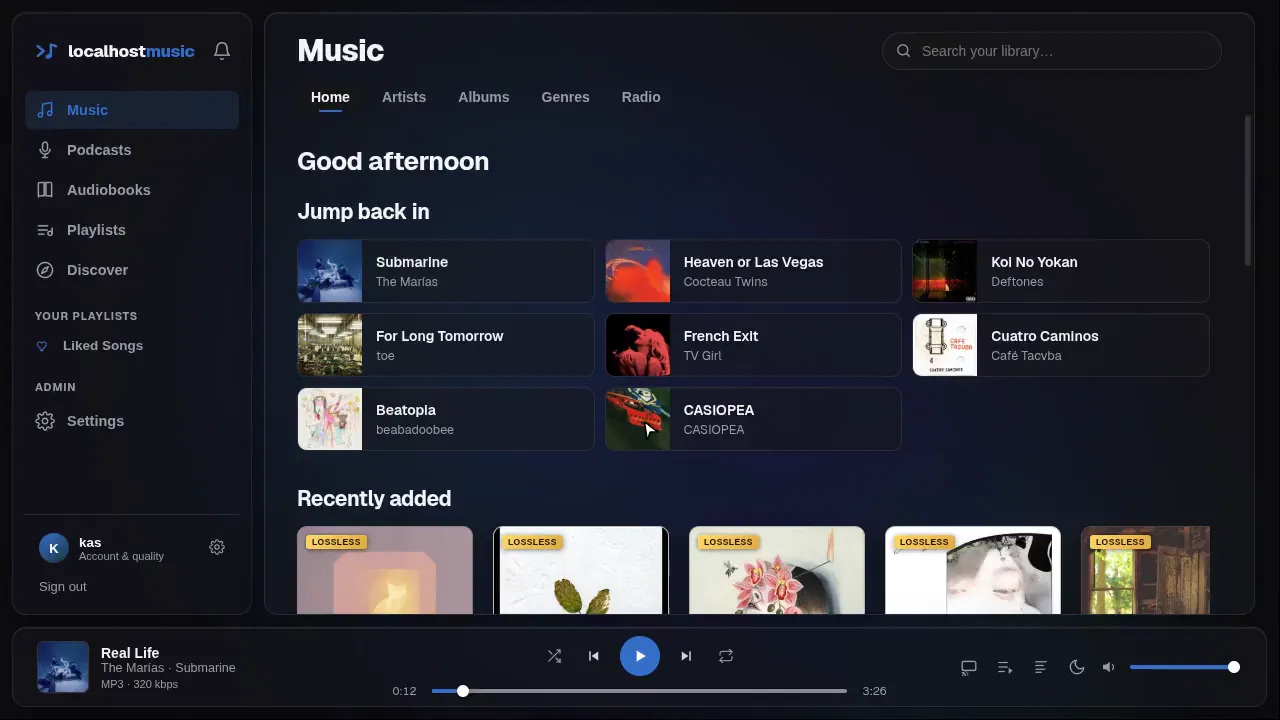 localhostmusic
Music
Podcasts
Audiobooks
Playlists
Discover
YOUR PLAYLISTS
Liked Songs
ADMIN
Settings
K
kas
Account & quality
Sign out
Music
Search your library…
Home
Artists
Albums
Genres
Radio
Good afternoon
Jump back in
Submarine
The Marías
Heaven or Las Vegas
Cocteau Twins
Koi No Yokan
Deftones
For Long Tomorrow
toe
French Exit
TV Girl
CAFE
TACVBA
Cuatro Caminos
Café Tacvba
Beatopia
beabadoobee
CASIOPEA
CASIOPEA
Recently added
LOSSLESS
LOSSLESS
LOSSLESS
LOSSLESS
LOSSLESS
Real Life
The Marías · Submarine
MP3 · 320 kbps
0:12
3:26